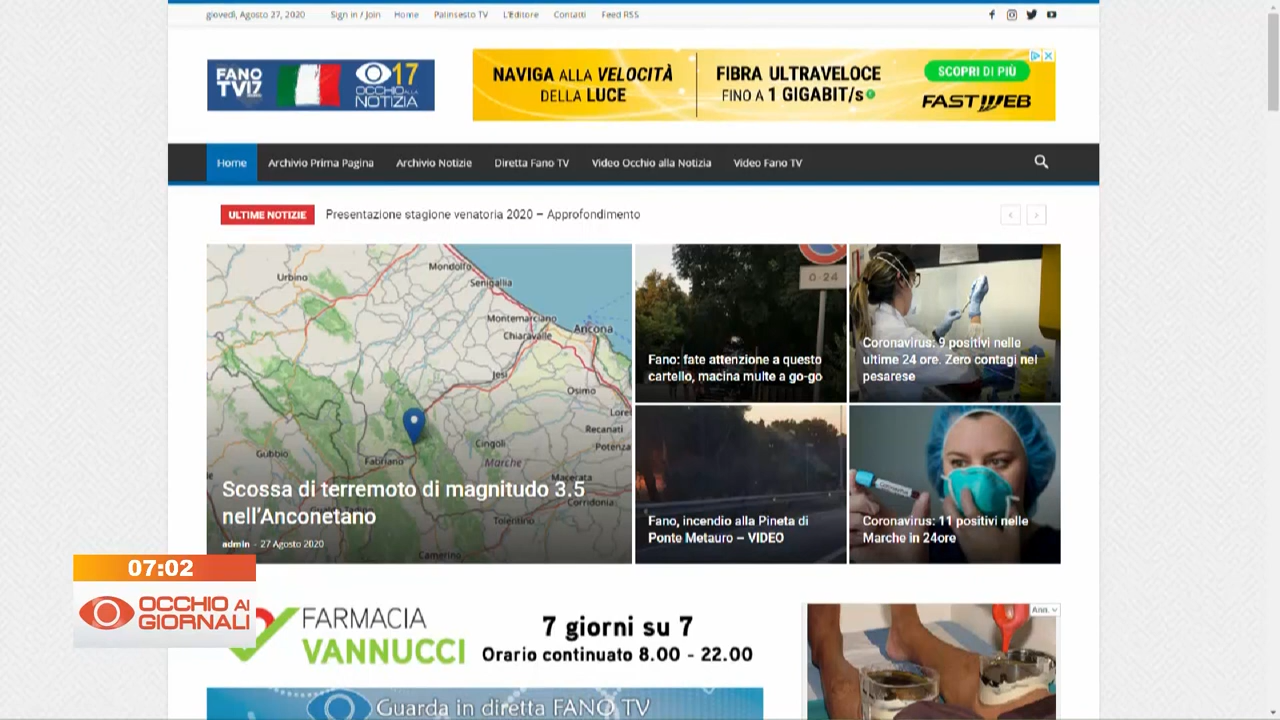 giovedì, Agosto 27, 2020 Sign in / Join Home Palinsesto TV L'Editore Contatti Feed RSS
FANO TV17 OCCHIO ALLA NOTIZIA 17
NAVIGA ALLA VELOCITÀ
DELLA LUCE
FIBRA ULTRAVELOCE
FINO A 1 GIGABIT/s
SCOPRI DI PIÙ
FASTWEB
Home Archivio Prima Pagina Archivio Notizie Diretta Fano TV Video Occhio alla Notizia Video Fano TV
ULTIME NOTIZIE Presentazione stagione venatoria 2020 – Approfondimento
Urbino
Mondolfo
Senigallia
Montemarciano
Chiaravalle
Ancona
Jesi
Osimo
Lore
Recanati
Potenza
Cingoli
Gubbio
Fabriano
Marche
Macerata
Corridonia
Tolentino
Camerino
Scossa di terremoto di magnitudo 3.5
nell'Anconetano
admin - 27 Agosto 2020
0-24
Fano: fate attenzione a questo
cartello, macina multe a go-go
Coronavirus: 9 positivi nelle
ultime 24 ore. Zero contagi nel
pesarese
Fano, incendio alla Pineta di
Ponte Metauro – VIDEO
Coronavirus: 11 positivi nelle
Marche in 24ore
07:02
OCCHIO AI
GIORNALI
FARMACIA
VANNUCCI
7 giorni su 7
Orario continuato 8.00 - 22.00
Ann.
Guarda in diretta FANO TV